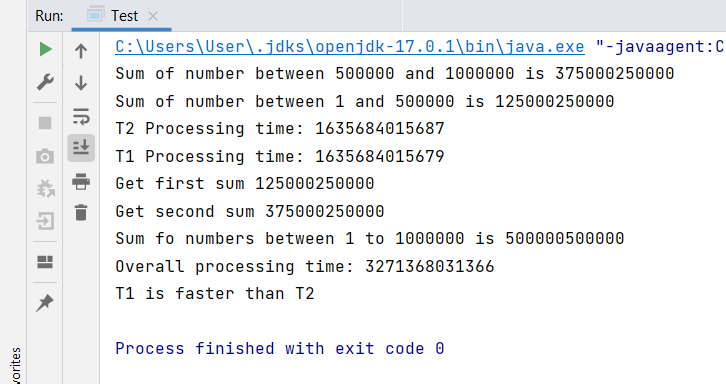 Run: Test ×
C:\Users\User\.jdks\openjdk-17.0.1\bin\java.exe "-javaagent:C
Sum of number between 500000 and 1000000 is 375000250000
Sum of number between 1 and 500000 is 125000250000
T2 Processing time: 1635684015687
T1 Processing time: 1635684015679
Get first sum 125000250000
Get second sum 375000250000
Sum fo numbers between 1 to 1000000 is 500000500000
Overall processing time: 3271368031366
T1 is faster than T2
Process finished with exit code 0
vorites